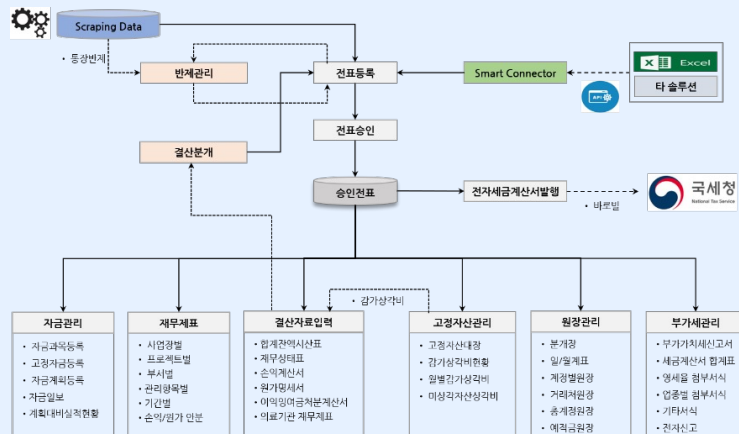 Scraping Data
• 통장반제
반제관리
전표등록
Smart Connector
Excel
타 솔루션
API
결산분개
전표승인
승인전표
전자세금계산서발행
• 바로빌
국세청
National Tax Service
• 감가상각비
자금관리
• 자금과목등록
• 고정자금등록
• 자금계획등록
• 자금일보
• 계획대비실적현황
재무제표
• 사업장별
• 프로젝트별
• 부서별
• 관리항목별
• 기간별
• 손익/원가 안분
결산자료입력
• 합계잔액시산표
• 재무상태표
• 손익계산서
• 원가명세서
• 이익잉여금처분계산서
• 의료기관 재무제표
고정자산관리
• 고정자산대장
• 감가상각비현황
• 월별감가상각비
• 미상각자산상각비
원장관리
• 분개장
• 일/월계표
• 계정별원장
• 거래처원장
• 총계정원장
• 예적금원장
부가세관리
• 부가가치세신고서
• 세금계산서 합계표
• 영세율 첨부서식
• 업종별 첨부서식
• 기타서식
• 전자신고